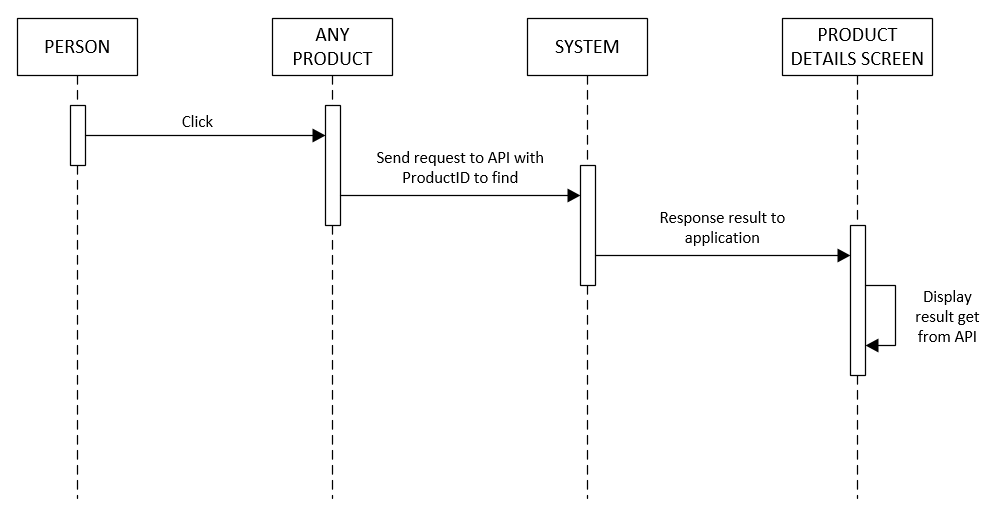 PERSON
ANY
PRODUCT
SYSTEM
PRODUCT
DETAILS SCREEN
Click
Send request to API with
ProductID to find
Response result to
application
Display
result get
from API